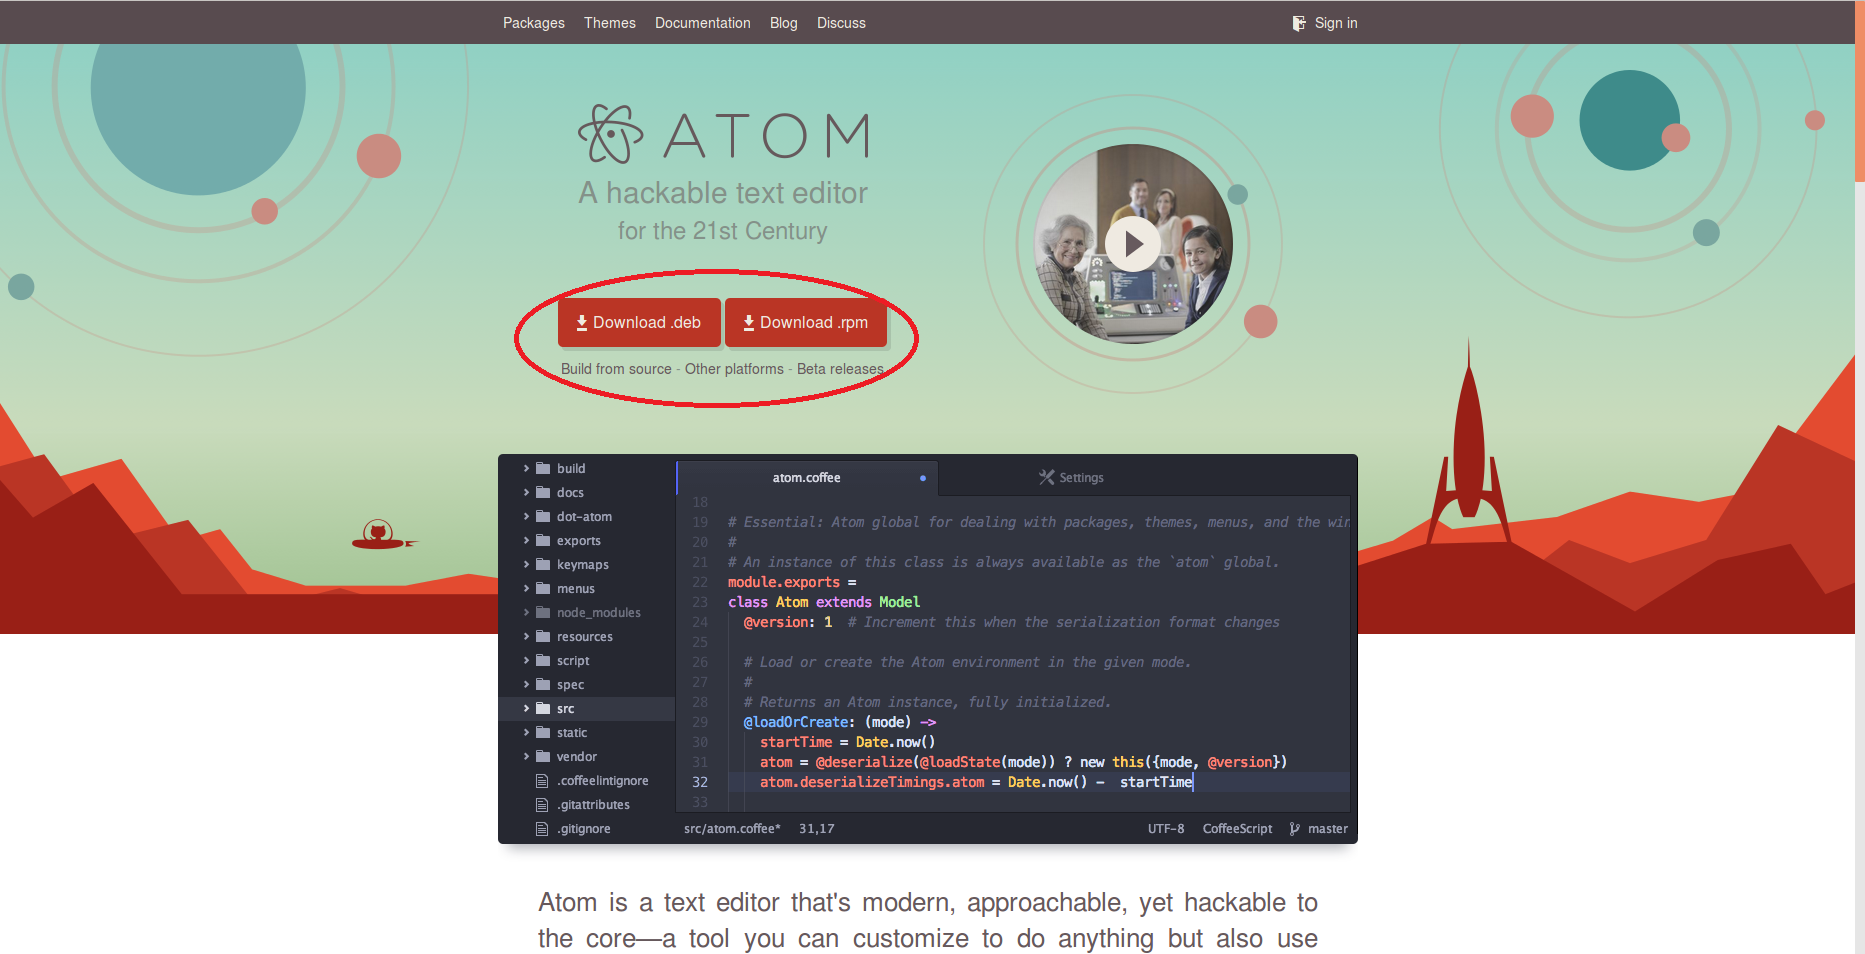 Packages Themes Documentation Blog Discuss Sign in
ATOM
A hackable text editor
for the 21st Century
Download .deb Download .rpm
Build from source - Other platforms - Beta releases
build
docs
dot-atom
exports
keymaps
menus
node_modules
resources
script
spec
src
static
vendor
.coffeelintignore
.gitattributes
.gitignore
atom.coffee Settings
18
19 # Essential: Atom global for dealing with packages, themes, menus, and the win
20 #
21 # An instance of this class is always available as the `atom` global.
22 module.exports =
23 class Atom extends Model
24 @version: 1 # Increment this when the serialization format changes
25
26 # Load or create the Atom environment in the given mode.
27 #
28 # Returns an Atom instance, fully initialized.
29 @loadOrCreate: (mode) ->
30 startTime = Date.now()
31 atom = @deserialize(@loadState(mode)) ? new this({mode, @version})
32 atom.deserializeTimings.atom = Date.now() - startTime
33
src/atom.coffee* 31,17 UTF-8 CoffeeScript master
Atom is a text editor that's modern, approachable, yet hackable to
the core—a tool you can customize to do anything but also use